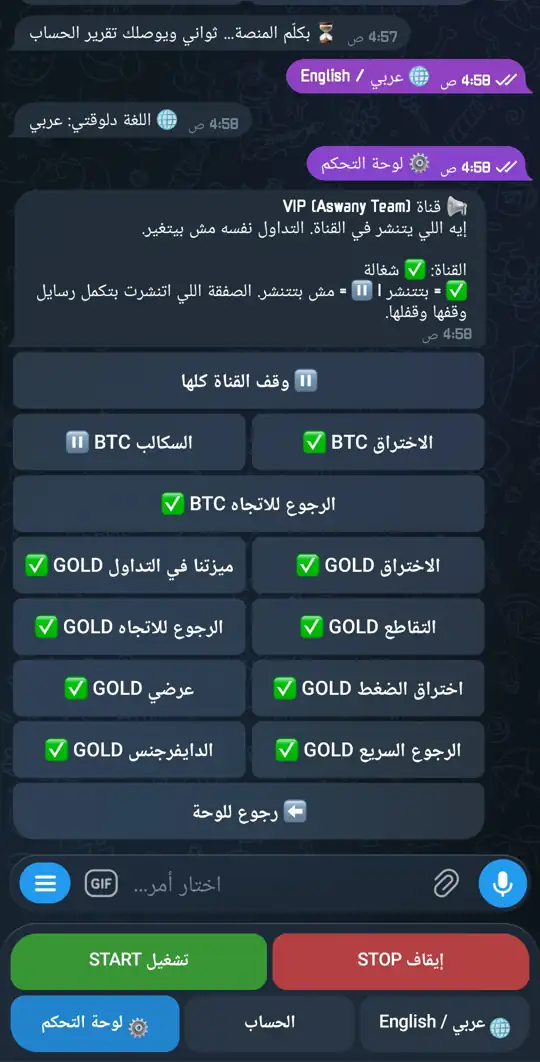 بكلّم المنصة... ثواني ويوصلك تقرير الحساب ⏳ 4:57 ص
🌐 عربي / English 4:58 ص
🌐 اللغة دلوقتي: عربي 4:58 ص
⚙️ لوحة التحكم 4:58 ص
📢 قناة VIP (Aswany Team)
إيه اللي يتنشر في القناة. التداول نفسه مش بيتغير.
القناة: ✅ شغالة
✅ = بتتنشر | ⏸ = مش بتتنشر. الصفقة اللي اتنشرت بتكمل رسايل
وقفها وقفلها.
4:58 ص
⏸ وقف القناة كلها
الاختراق BTC ✅
السكالب BTC ⏸
الرجوع للاتجاه BTC ✅
الاختراق GOLD ✅
ميزتنا في التداول GOLD ✅
التقاطع GOLD ✅
الرجوع للاتجاه GOLD ✅
اختراق الضغط GOLD ✅
عرضي GOLD ✅
الرجوع السريع GOLD ✅
الدايفرجنس GOLD ✅
⬅️ رجوع للوحة
GIF
اختار أمر...
إيقاف STOP
تشغيل START
🌐 عربي / English
الحساب
⚙️ لوحة التحكم